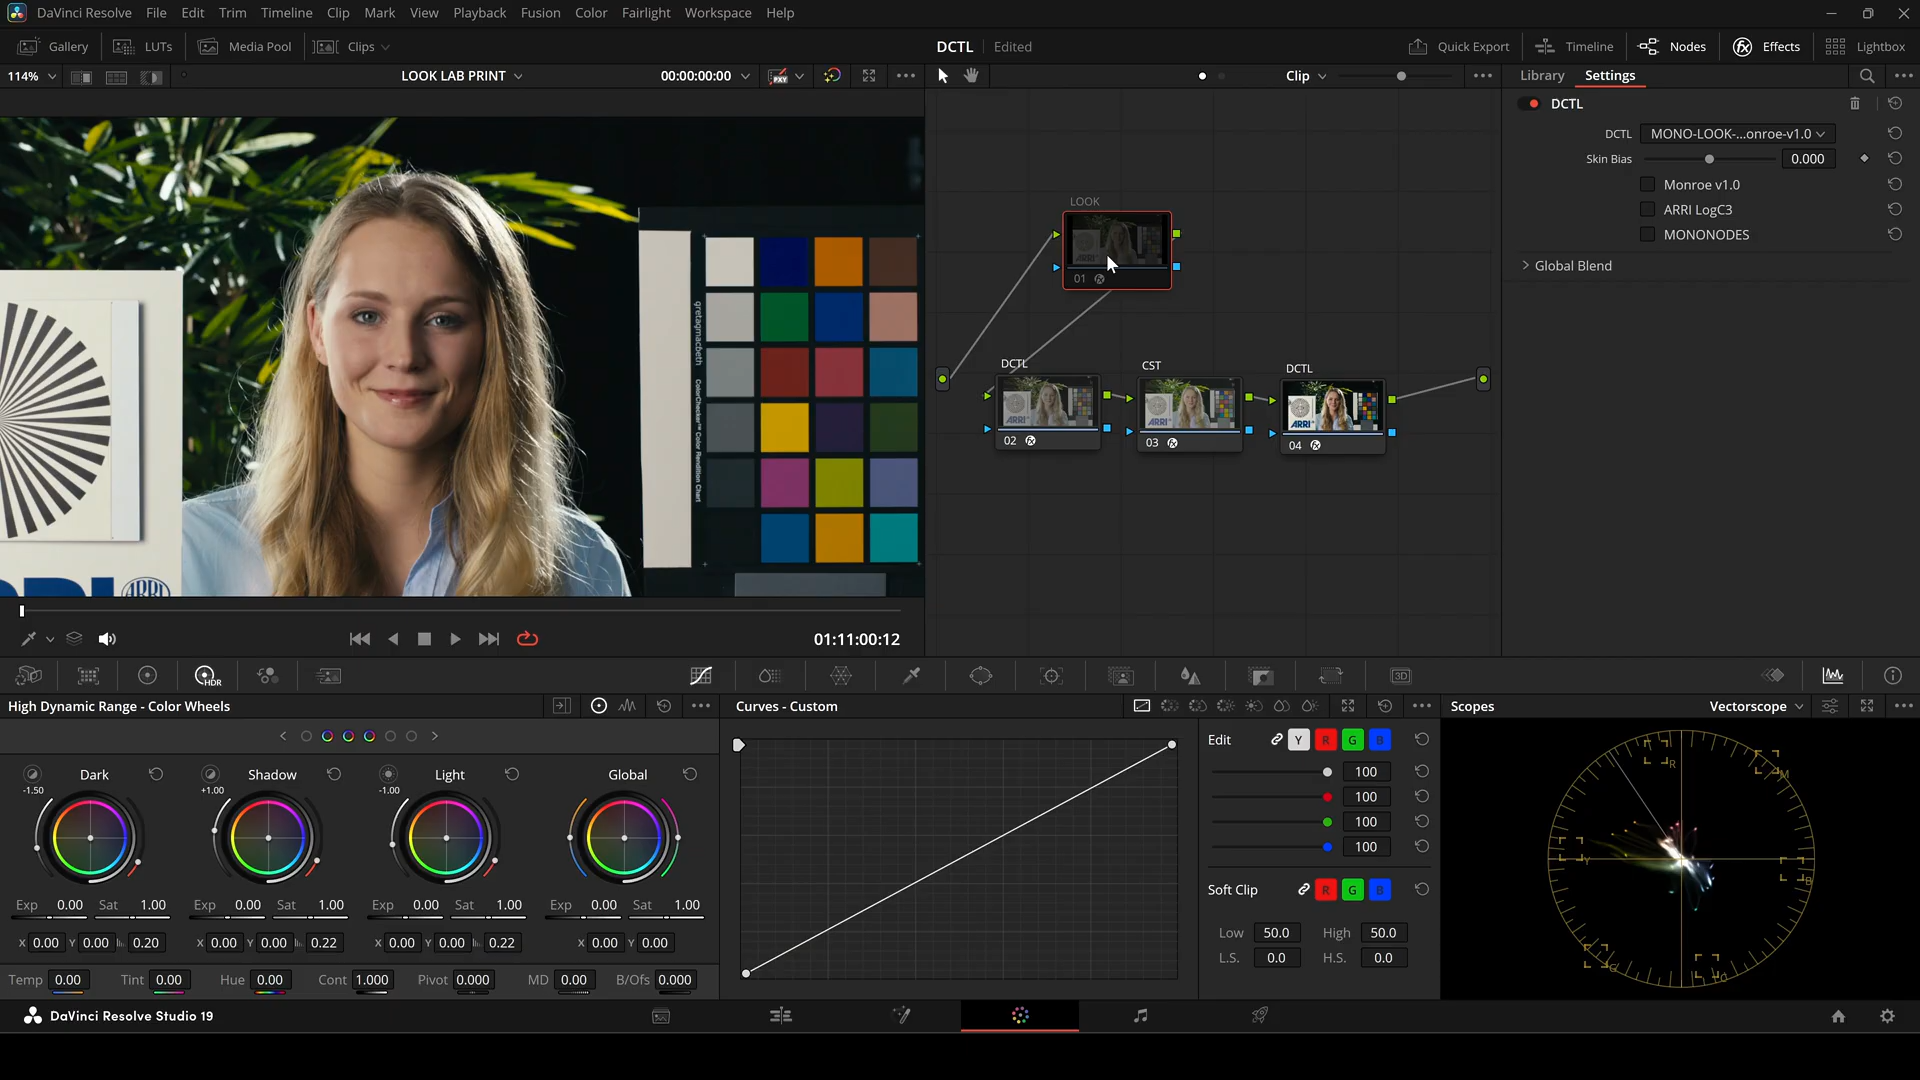 DaVinci Resolve File Edit Trim Timeline Clip Mark View Playback Fusion Color Fairlight Workspace Help
Gallery LUTs Media Pool Clips DCTL Edited Quick Export Timeline Nodes Effects Lightbox
114% LOOK LAB PRINT 00:00:00:00 PXY Clip Library Settings
DCTL
DCTL MONO-LOOK-...onroe-v1.0
Skin Bias 0.000
Monroe v1.0
ARRI LogC3
MONONODES
Global Blend
LOOK
01
DCTL CST DCTL
02 03 04
gretagmacbeth
ColorChecker Color Rendition Chart
ARRI
01:11:00:12
HDR 3D
High Dynamic Range - Color Wheels Curves - Custom Scopes Vectorscope
Edit Y R G B
Dark Shadow Light Global
-1.50 +1.00 -1.00
100
100
100
100
Exp 0.00 Sat 1.00 Exp 0.00 Sat 1.00 Exp 0.00 Sat 1.00 Exp 0.00 Sat 1.00
X 0.00 Y 0.00 0.20 X 0.00 Y 0.00 0.22 X 0.00 Y 0.00 0.22 X 0.00 Y 0.00
Temp 0.00 Tint 0.00 Hue 0.00 Cont 1.000 Pivot 0.000 MD 0.00 B/Ofs 0.000
Soft Clip R G B
Low 50.0 High 50.0
L.S. 0.0 H.S. 0.0
R M Y B G
DaVinci Resolve Studio 19